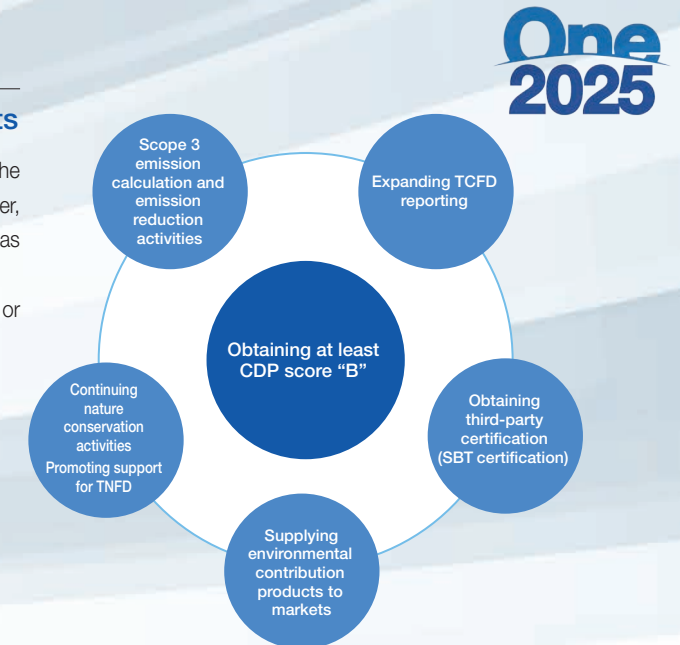 One
2025
he
er,
as
or
Scope 3
emission
calculation and
emission
reduction
activities
Expanding TCFD
reporting
Obtaining at least
CDP score “B”
Continuing
nature
conservation
activities
Promoting support
for TNFD
Obtaining
third-party
certification
(SBT certification)
Supplying
environmental
contribution
products to
markets